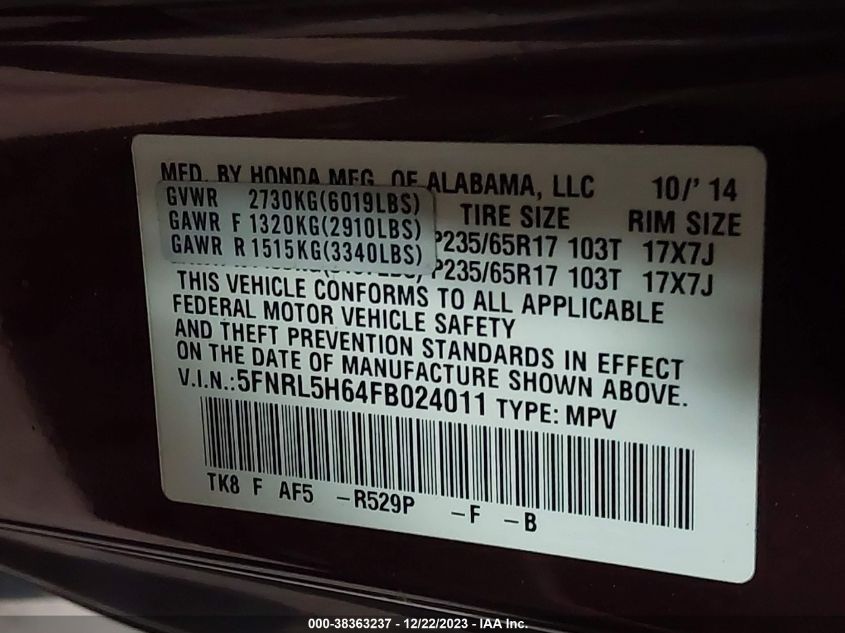 MFD. BY HONDA MFG. OF ALABAMA, LLC 10/'14
GVWR 2730KG(6019LBS) TIRE SIZE RIM SIZE
GAWR F 1320KG(2910LBS) P235/65R17 103T 17X7J
GAWR R 1515KG(3340LBS) P235/65R17 103T 17X7J
THIS VEHICLE CONFORMS TO ALL APPLICABLE
FEDERAL MOTOR VEHICLE SAFETY
AND THEFT PREVENTION STANDARDS IN EFFECT
ON THE DATE OF MANUFACTURE SHOWN ABOVE.
V.I.N.:5FNRL5H64FB024011 TYPE: MPV
TK8 F AF5 -R529P -F -B
000-38363237 - 12/22/2023 - IAA Inc.